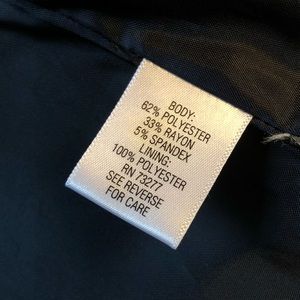 BODY:
62% POLYESTER
33% RAYON
5% SPANDEX
LINING:
100% POLYESTER
RN 73277
SEE REVERSE
FOR CARE